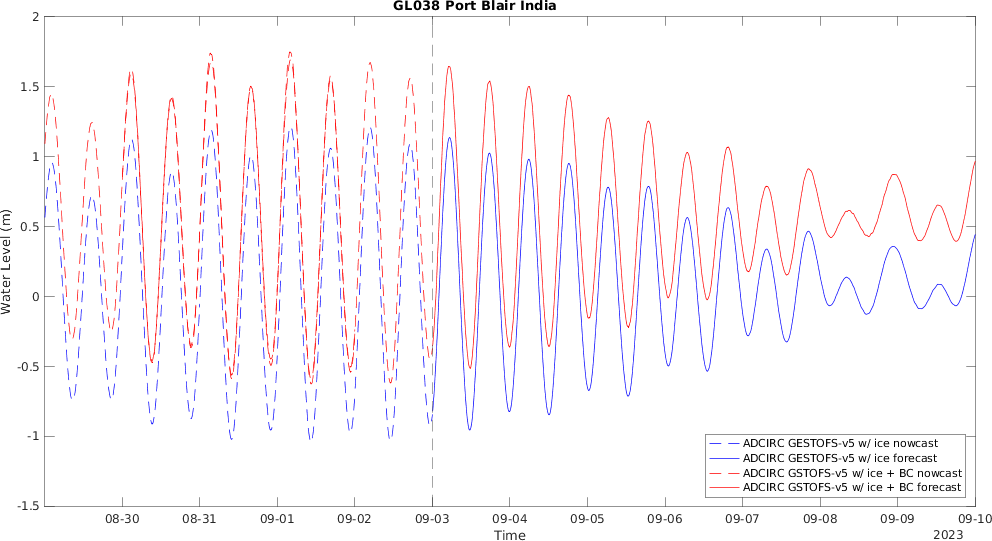 GL038 Port Blair India
2
1.5
1
0.5
0
-0.5
-1
-1.5
Water Level (m)
08-30 08-31 09-01 09-02 09-03 09-04 09-05 09-06 09-07 09-08 09-09 09-10
Time
2023
ADCIRC GESTOFS-v5 w/ ice nowcast
ADCIRC GESTOFS-v5 w/ ice forecast
ADCIRC GSTOFS-v5 w/ ice + BC nowcast
ADCIRC GSTOFS-v5 w/ ice + BC forecast